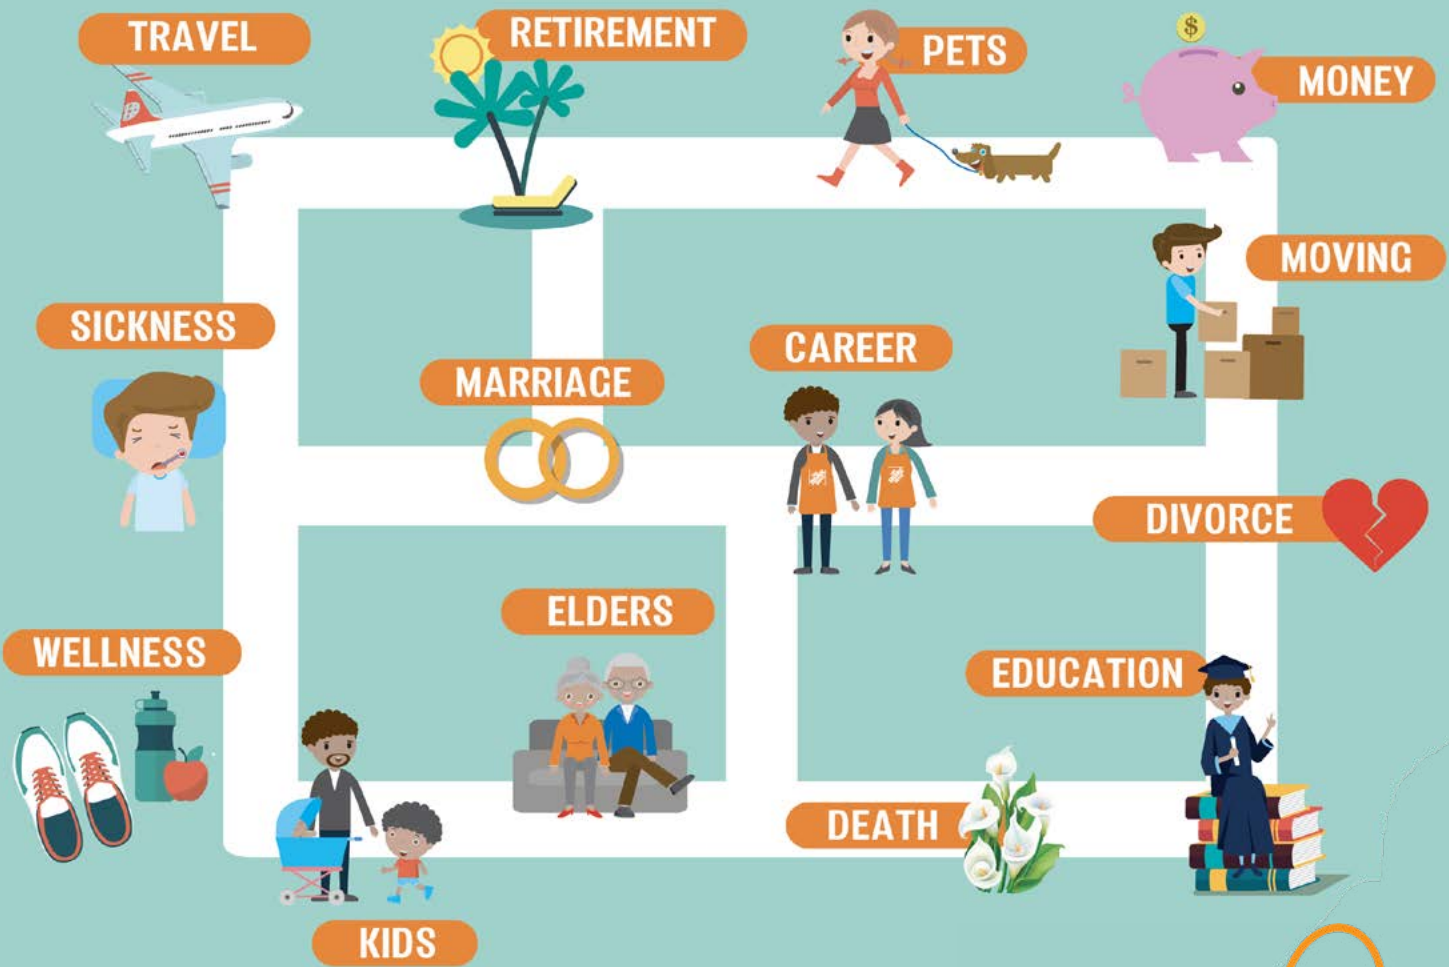 TRAVEL
RETIREMENT
PETS
MONEY
MOVING
SICKNESS
CAREER
MARRIAGE
DIVORCE
ELDERS
WELLNESS
EDUCATION
DEATH
KIDS
$